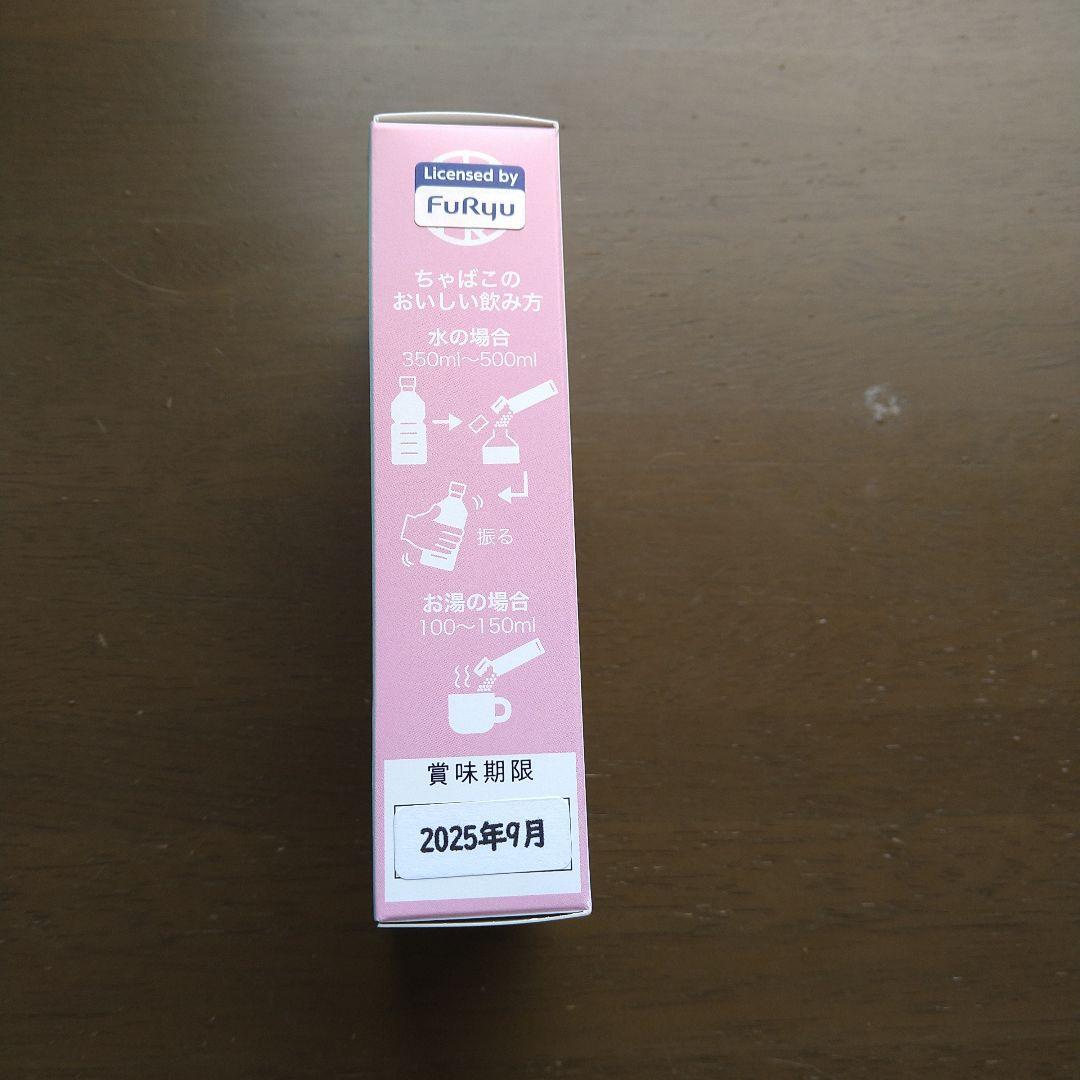 Licensed by
FuRyu
ちゃばこの
おいしい飲み方
水の場合
350ml〜500ml
振る
お湯の場合
100〜150ml
賞味期限
2025年9月